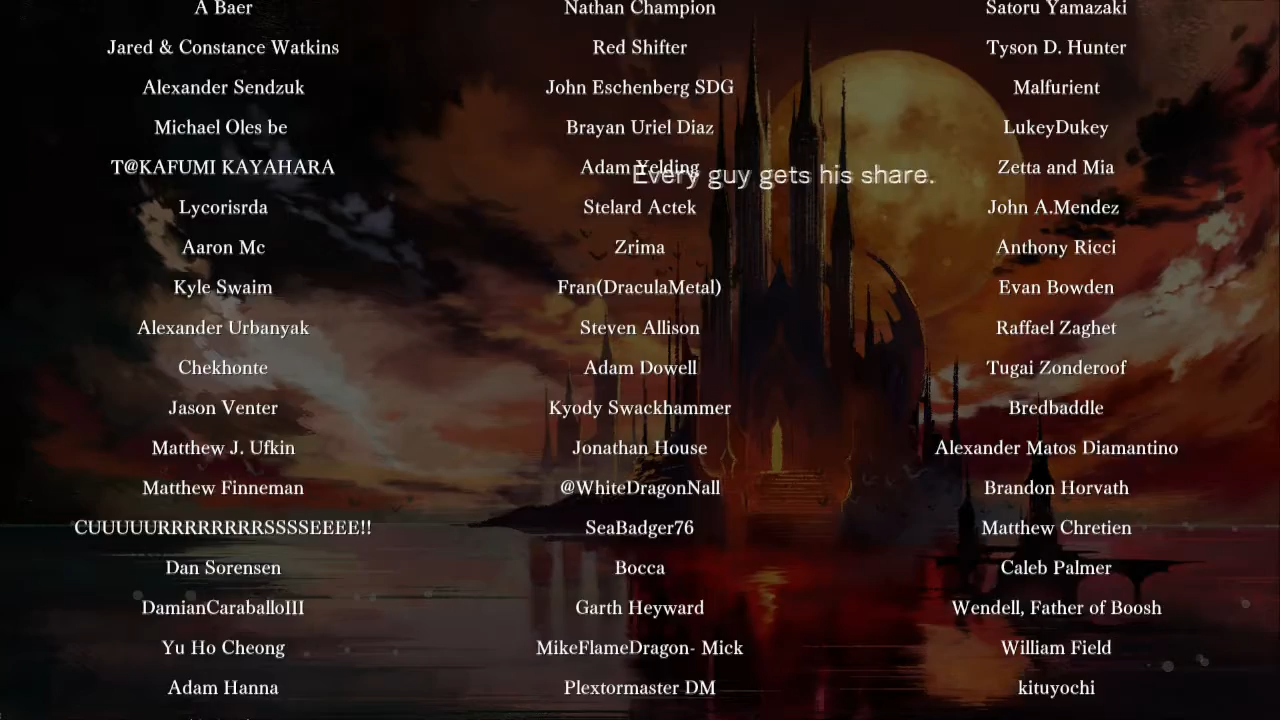 A Baer
Jared & Constance Watkins
Alexander Sendzuk
Michael Oles be
T@KAFUMI KAYAHARA
Lycorisrda
Aaron Mc
Kyle Swaim
Alexander Urbanyak
Chekhonte
Jason Venter
Matthew J. Ufkin
Matthew Finneman
CUUUUURRRRRRRRSSSSEEEE!!
Dan Sorensen
DamianCaraballoIII
Yu Ho Cheong
Adam Hanna
Nathan Champion
Red Shifter
John Eschenberg SDG
Brayan Uriel Diaz
Adam Yelding
Every guy gets his share.
Stelard Actek
Zrima
Fran(DraculaMetal)
Steven Allison
Adam Dowell
Kyody Swackhammer
Jonathan House
@WhiteDragonNall
SeaBadger76
Bocca
Garth Heyward
MikeFlameDragon- Mick
Plextormaster DM
Satoru Yamazaki
Tyson D. Hunter
Malfurient
LukeyDukey
Zetta and Mia
John A.Mendez
Anthony Ricci
Evan Bowden
Raffael Zaghet
Tugai Zonderoof
Bredbaddle
Alexander Matos Diamantino
Brandon Horvath
Matthew Chretien
Caleb Palmer
Wendell, Father of Boosh
William Field
kituyochi